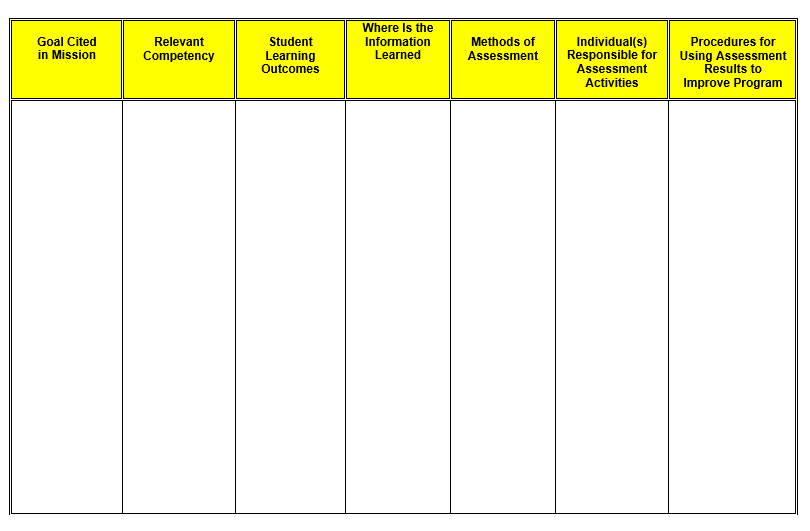 Goal Cited
in Mission
Relevant
Competency
Student
Learning
Outcomes
Where Is the
Information
Learned
Methods of
Assessment
Individual(s)
Responsible for
Assessment
Activities
Procedures for
Using Assessment
Results to
Improve Program